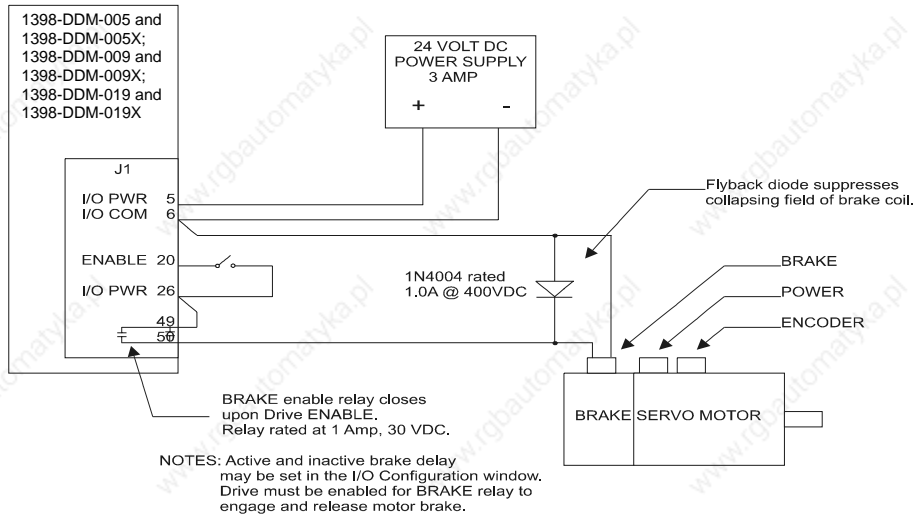 1398-DDM-005 and
1398-DDM-005X;
1398-DDM-009 and
1398-DDM-009X;
1398-DDM-019 and
1398-DDM-019X
24 VOLT DC
POWER SUPPLY
3 AMP
+ -
J1
I/O PWR 5
I/O COM 6
ENABLE 20
I/O PWR 26
49
50
Flyback diode suppresses
collapsing field of brake coil.
1N4004 rated
1.0A @ 400VDC
BRAKE
POWER
ENCODER
BRAKE SERVO MOTOR
BRAKE enable relay closes
upon Drive ENABLE.
Relay rated at 1 Amp, 30 VDC.
NOTES: Active and inactive brake delay
may be set in the I/O Configuration window.
Drive must be enabled for BRAKE relay to
engage and release motor brake.
www.rgbautomatyka.pl